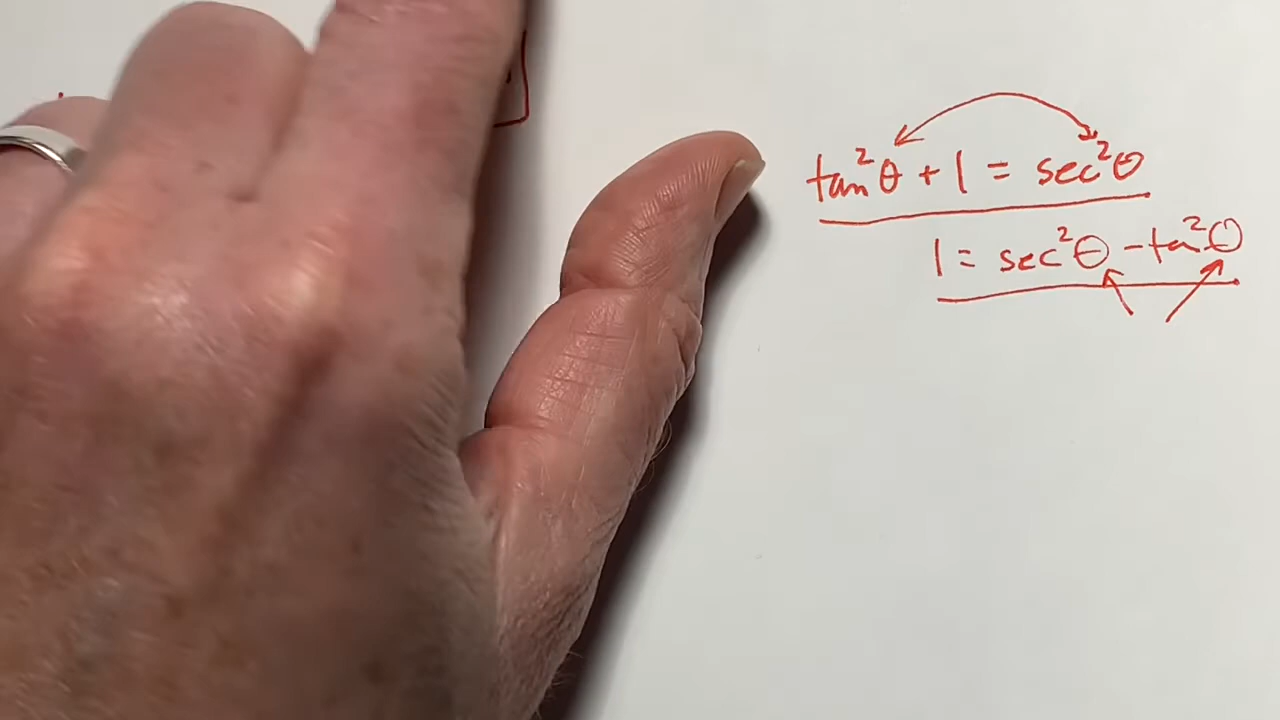 tan²θ + 1 = sec²θ
1 = sec²θ - tan²θ